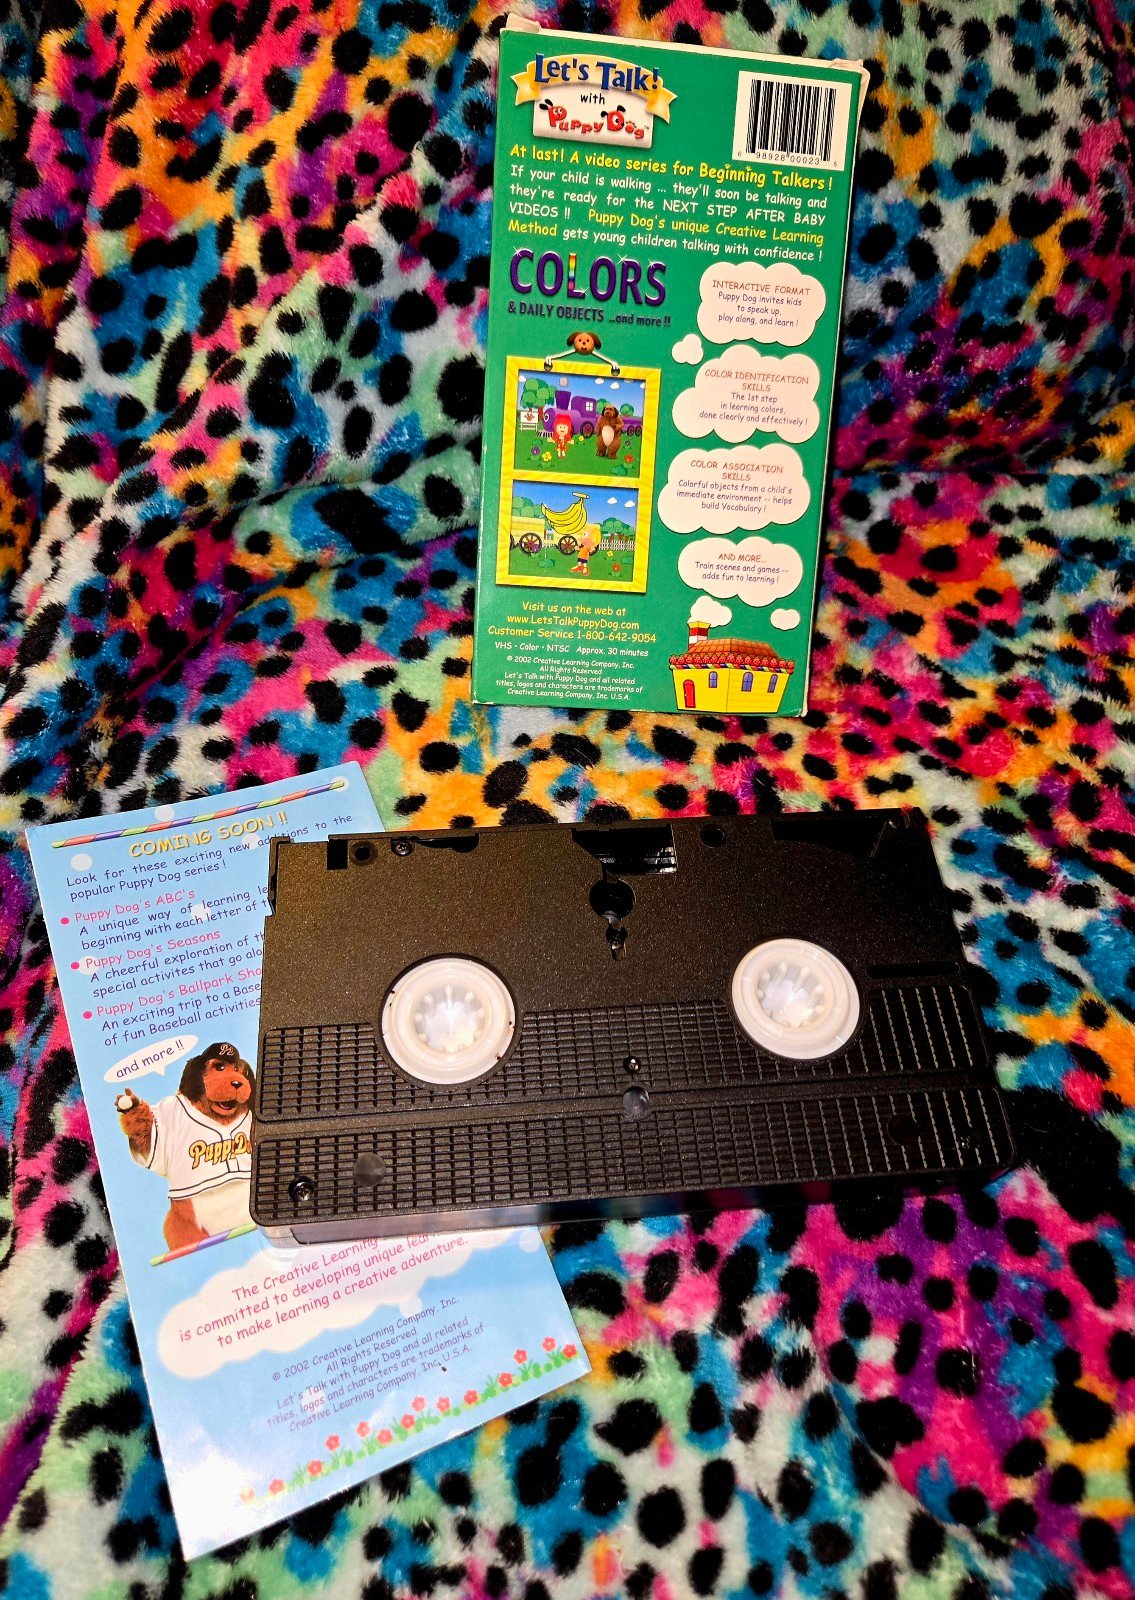 Let's Talk!
with
Puppy Dog™
6 98928 00023 5
At last! A video series for Beginning Talkers!
If your child is walking ... they'll soon be talking and
they're ready for the NEXT STEP AFTER BABY
VIDEOS !! Puppy Dog's unique Creative Learning
Method gets young children talking with confidence !
COLORS
& DAILY OBJECTS ...and more !!
INTERACTIVE FORMAT
Puppy Dog invites kids
to speak up,
play along, and learn !
COLOR IDENTIFICATION
SKILLS
The 1st step
in learning colors,
done clearly and effectively !
COLOR ASSOCIATION
SKILLS
Colorful objects from a child's
immediate environment -- helps
build Vocabulary !
AND MORE...
Train scenes and games --
adds fun to learning !
Visit us on the web at
www.LetsTalkPuppyDog.com
Customer Service 1-800-642-9054
VHS • Color • NTSC Approx. 30 minutes
© 2002 Creative Learning Company, Inc.
All Rights Reserved
Let's Talk with Puppy Dog and all related
titles, logos and characters are trademarks of
Creative Learning Company, Inc. U.S.A.
COMING SOON !!
Look for these exciting new additions to the
popular Puppy Dog series !
• Puppy Dog's ABC's
A unique way of learning
beginning with each letter of
• Puppy Dog's Seasons
A cheerful exploration of
special activites that go
• Puppy Dog's Ballpark
An exciting trip to a
of fun Baseball activities
and more !!
The Creative Learning
is committed to developing unique
to make learning a creative adventure.
© 2002 Creative Learning Company, Inc.
All Rights Reserved
Let's Talk with Puppy Dog and all related
titles, logos and characters are trademarks of
Creative Learning Company, Inc. U.S.A.